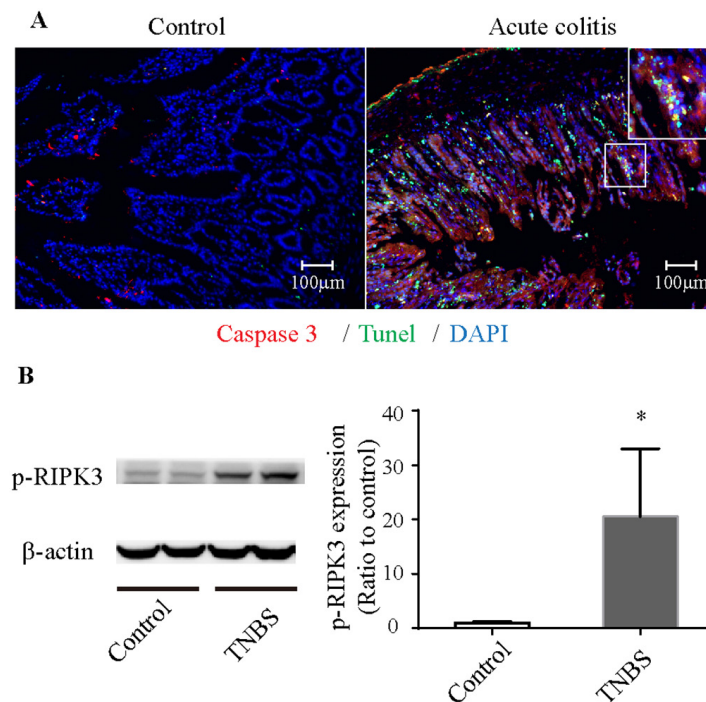 A
Control
Acute colitis
100μm
100μm
Caspase 3 / Tunel / DAPI
B
p-RIPK3
β-actin
Control
TNBS
p-RIPK3 expression
(Ratio to control)
40
30
20
10
0
*
Control
TNBS